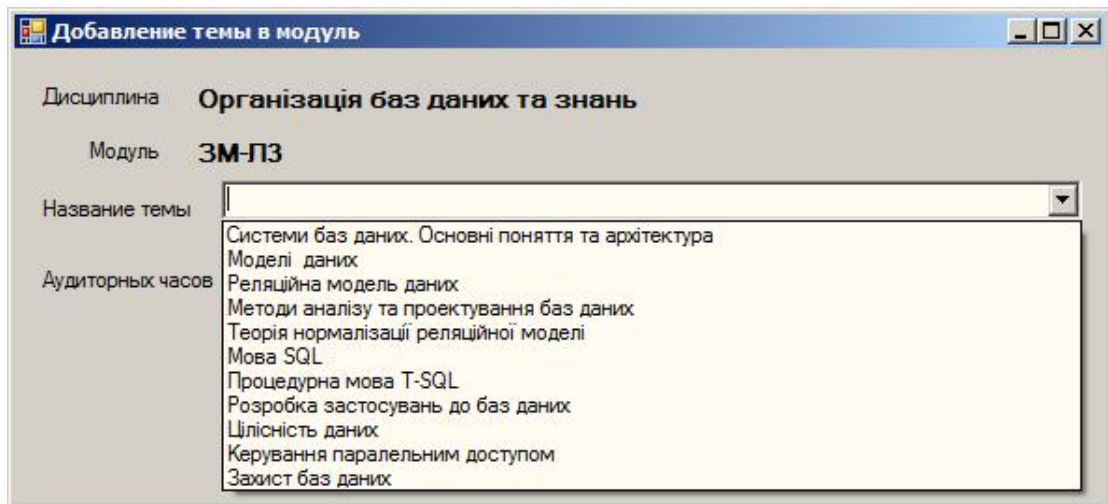 Добавление темы в модуль
Дисциплина Організація баз даних та знань
Модуль ЗМ-П3
Название темы
Системи баз даних. Основні поняття та архітектура
Моделі даних
Аудиторных часов Реляційна модель даних
Методи аналізу та проектування баз даних
Теорія нормалізації реляційної моделі
Мова SQL
Процедурна мова T-SQL
Розробка застосувань до баз даних
Цілісність даних
Керування паралельним доступом
Захист баз даних